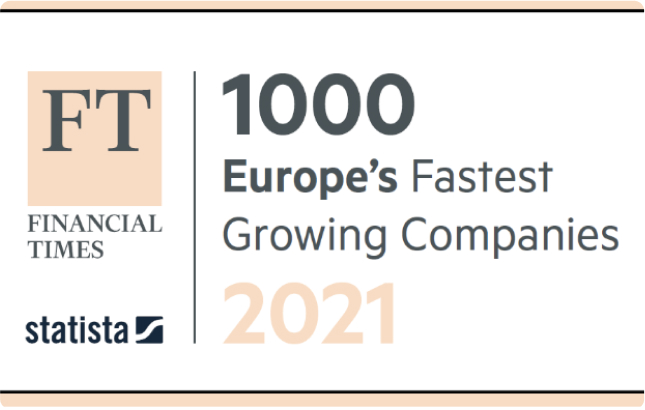 FT
FINANCIAL
TIMES
statista
1000
Europe's Fastest
Growing Companies
2021